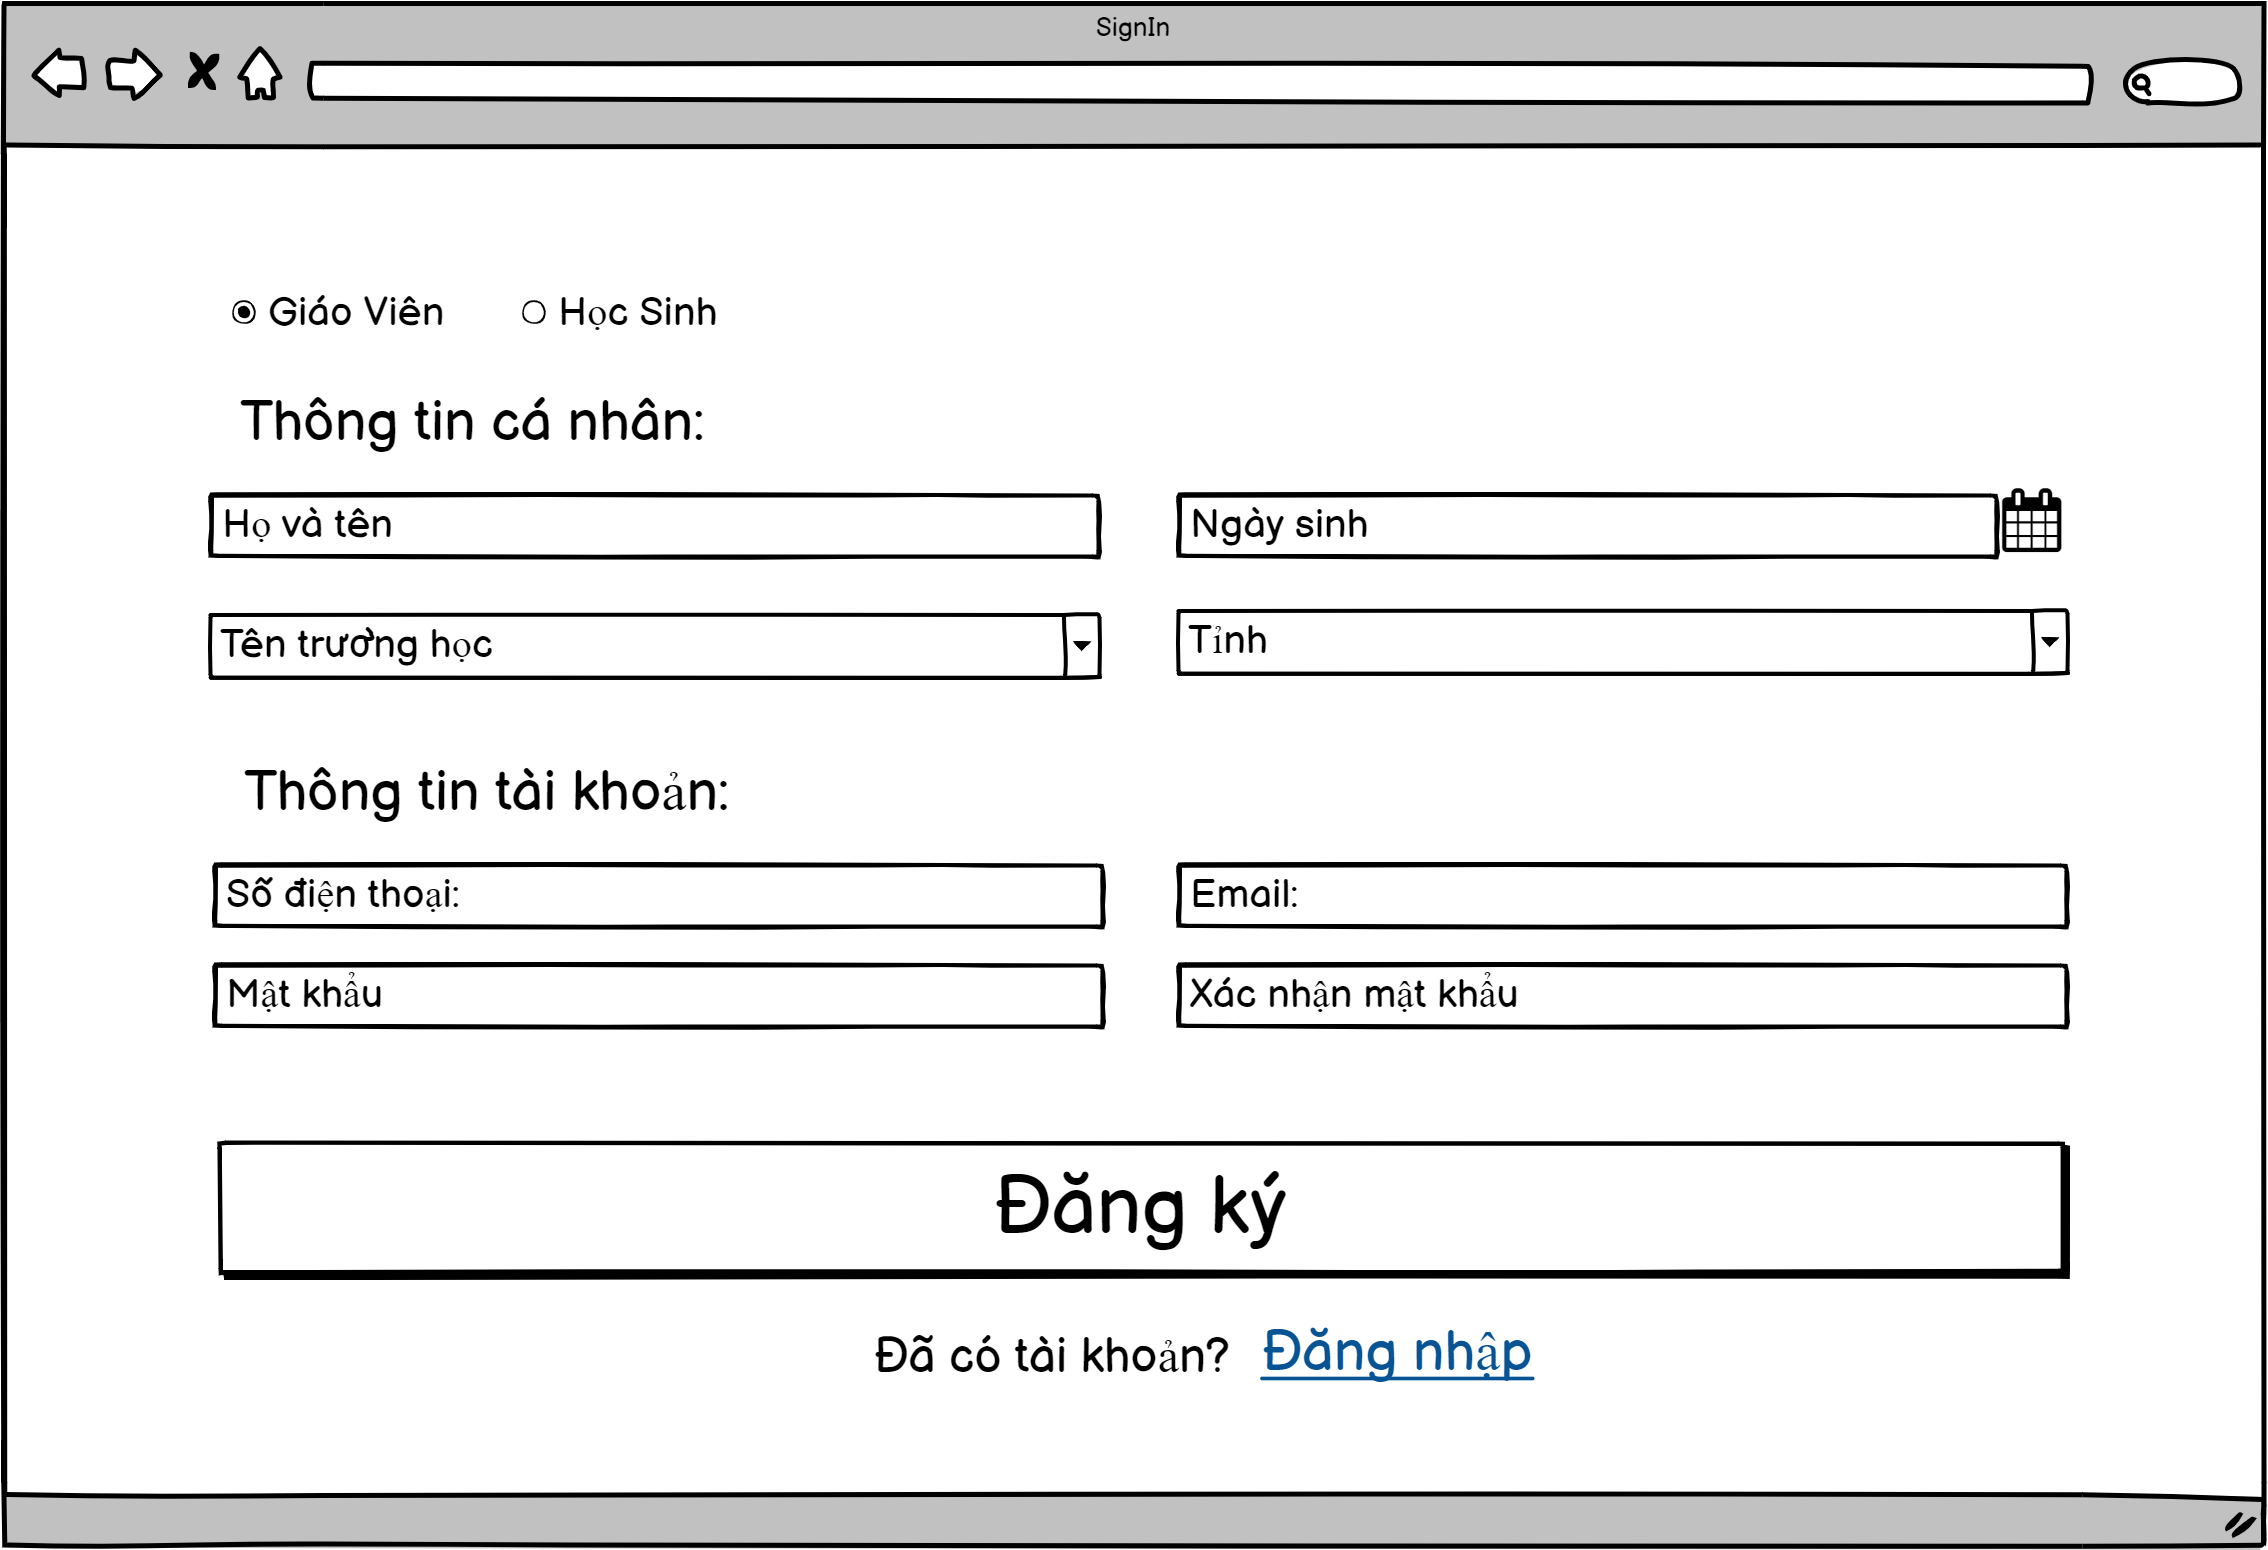 SignIn
Giáo Viên Học Sinh
Thông tin cá nhân:
Họ và tên
Ngày sinh
Tên trường học
Tỉnh
Thông tin tài khoản:
Số điện thoại:
Email:
Mật khẩu
Xác nhận mật khẩu
Đăng ký
Đã có tài khoản? Đăng nhập